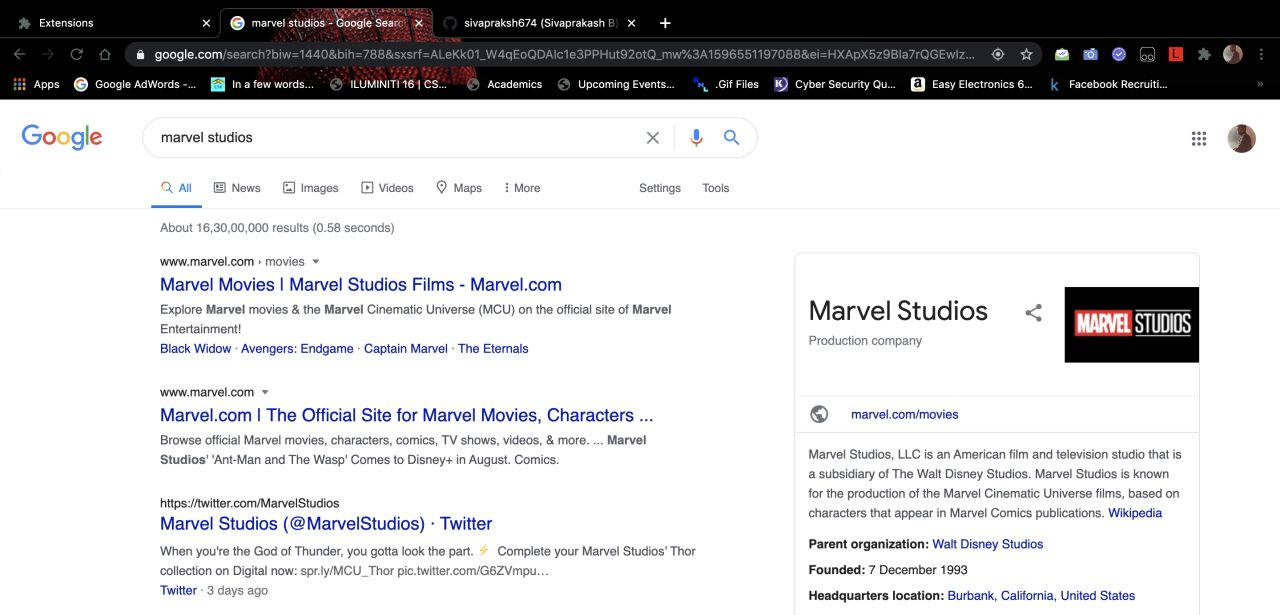 Extensions
marvel studios - Google Searc
sivapraksh674 (Sivaprakash B)
google.com/search?biw=1440&bih=788&sxsrf=ALeKk01_W4qEoQDAIc1e3PPHut92otQ_mw%3A1596551197088&ei=HXApX5z9BIa7rQGEwIz...
Apps
Google AdWords -...
In a few words...
ILUMINITI 16 | CS...
Academics
Upcoming Events...
.Gif Files
Cyber Security Qu...
Easy Electronics 6...
Facebook Recruiti...
»
Google
marvel studios
All
News
Images
Videos
Maps
More
Settings
Tools
About 16,30,00,000 results (0.58 seconds)
www.marvel.com › movies
Marvel Movies | Marvel Studios Films - Marvel.com
Explore Marvel movies & the Marvel Cinematic Universe (MCU) on the official site of Marvel
Entertainment!
Black Widow · Avengers: Endgame · Captain Marvel · The Eternals
www.marvel.com
Marvel.com | The Official Site for Marvel Movies, Characters ...
Browse official Marvel movies, characters, comics, TV shows, videos, & more. ... Marvel
Studios' 'Ant-Man and The Wasp' Comes to Disney+ in August. Comics.
https://twitter.com/MarvelStudios
Marvel Studios (@MarvelStudios) · Twitter
When you're the God of Thunder, you gotta look the part. ⚡ Complete your Marvel Studios' Thor
collection on Digital now: spr.ly/MCU_Thor pic.twitter.com/G6ZVmpu…
Twitter · 3 days ago
Marvel Studios
Production company
MARVEL STUDIOS
marvel.com/movies
Marvel Studios, LLC is an American film and television studio that is
a subsidiary of The Walt Disney Studios. Marvel Studios is known
for the production of the Marvel Cinematic Universe films, based on
characters that appear in Marvel Comics publications. Wikipedia
Parent organization: Walt Disney Studios
Founded: 7 December 1993
Headquarters location: Burbank, California, United States